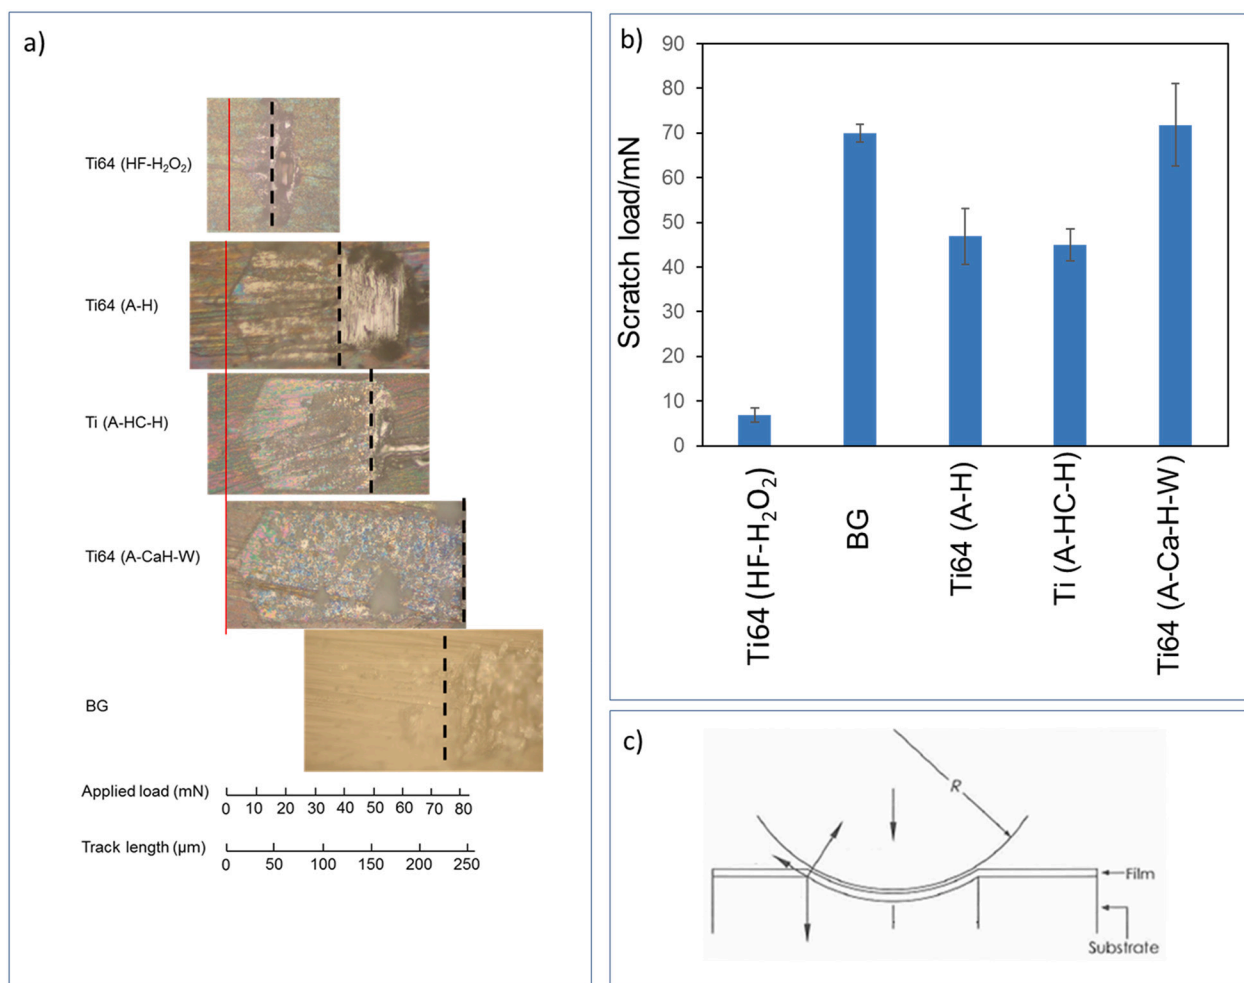 a)
Ti64 (HF-H₂O₂)
Ti64 (A-H)
Ti (A-HC-H)
Ti64 (A-CaH-W)
BG
Applied load (mN)
0 10 20 30 40 50 60 70 80
Track length (µm)
0 50 100 150 200 250
b)
Scratch load/mN
90
80
70
60
50
40
30
20
10
0
Ti64 (HF-H₂O₂)
BG
Ti64 (A-H)
Ti (A-HC-H)
Ti64 (A-Ca-H-W)
c)
R
Film
Substrate